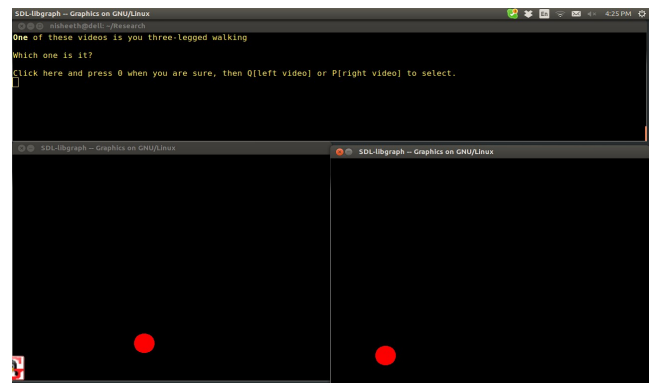 SDL-libgraph -- Graphics on GNU/Linux
En
4:25 PM
nisheeth@dell: ~/Research
One of these videos is you three-legged walking
Which one is it?
Click here and press 0 when you are sure, then Q[left video] or P[right video] to select.
SDL-libgraph -- Graphics on GNU/Linux
SDL-libgraph -- Graphics on GNU/Linux